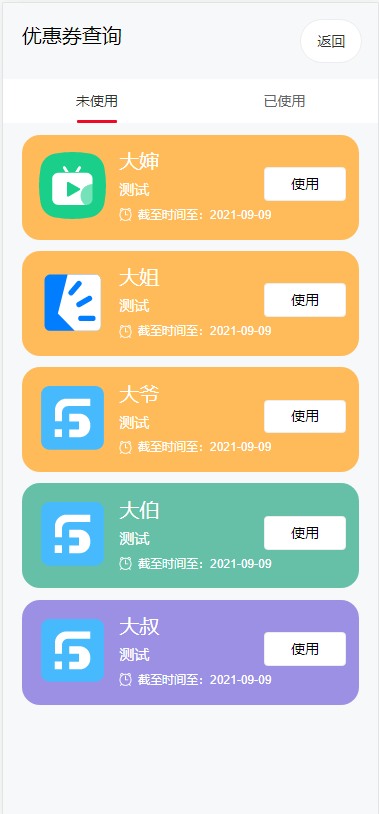 优惠券查询
返回
未使用 已使用
大婶
测试
使用
截至时间至：2021-09-09
大姐
测试
使用
截至时间至：2021-09-09
大爷
测试
使用
截至时间至：2021-09-09
大伯
测试
使用
截至时间至：2021-09-09
大叔
测试
使用
截至时间至：2021-09-09